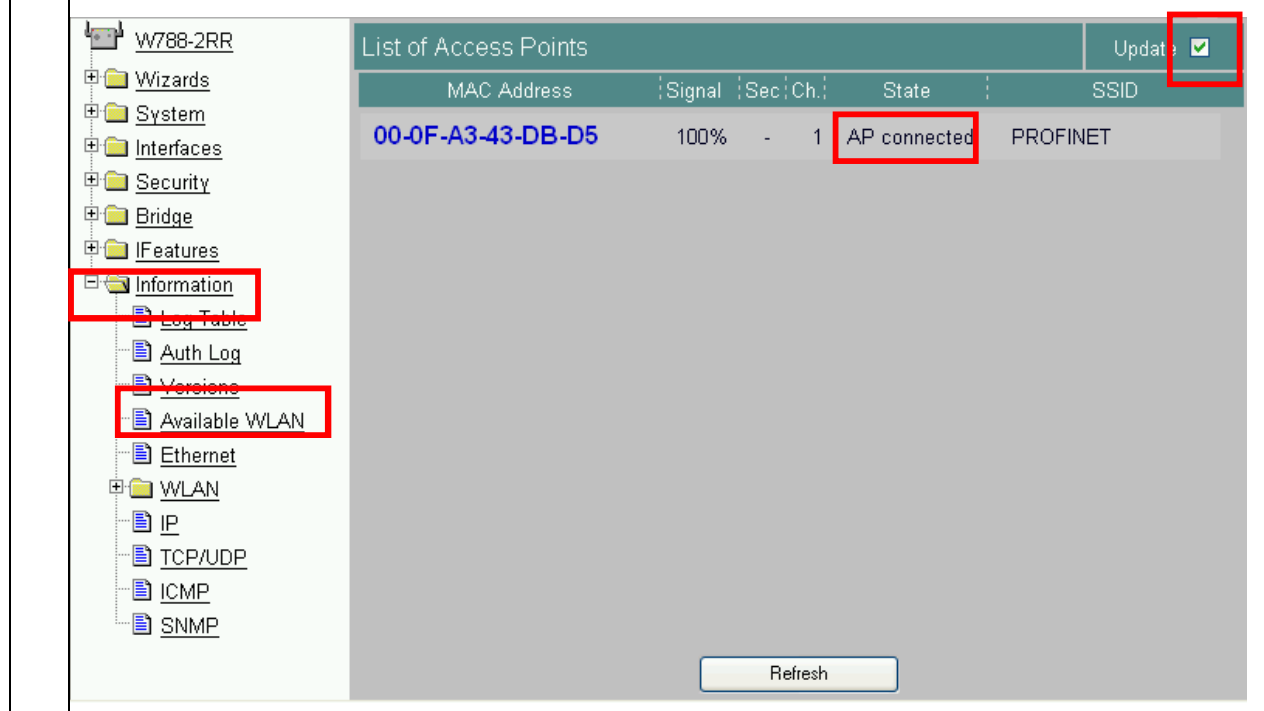 W788-2RR
Wizards
System
Interfaces
Security
Bridge
IFeatures
Information
Log Table
Auth Log
Versions
Available WLAN
Ethernet
WLAN
IP
TCP/UDP
ICMP
SNMP
List of Access Points Update
MAC Address Signal Sec Ch. State SSID
00-0F-A3-43-DB-D5 100% - 1 AP connected PROFINET
Refresh